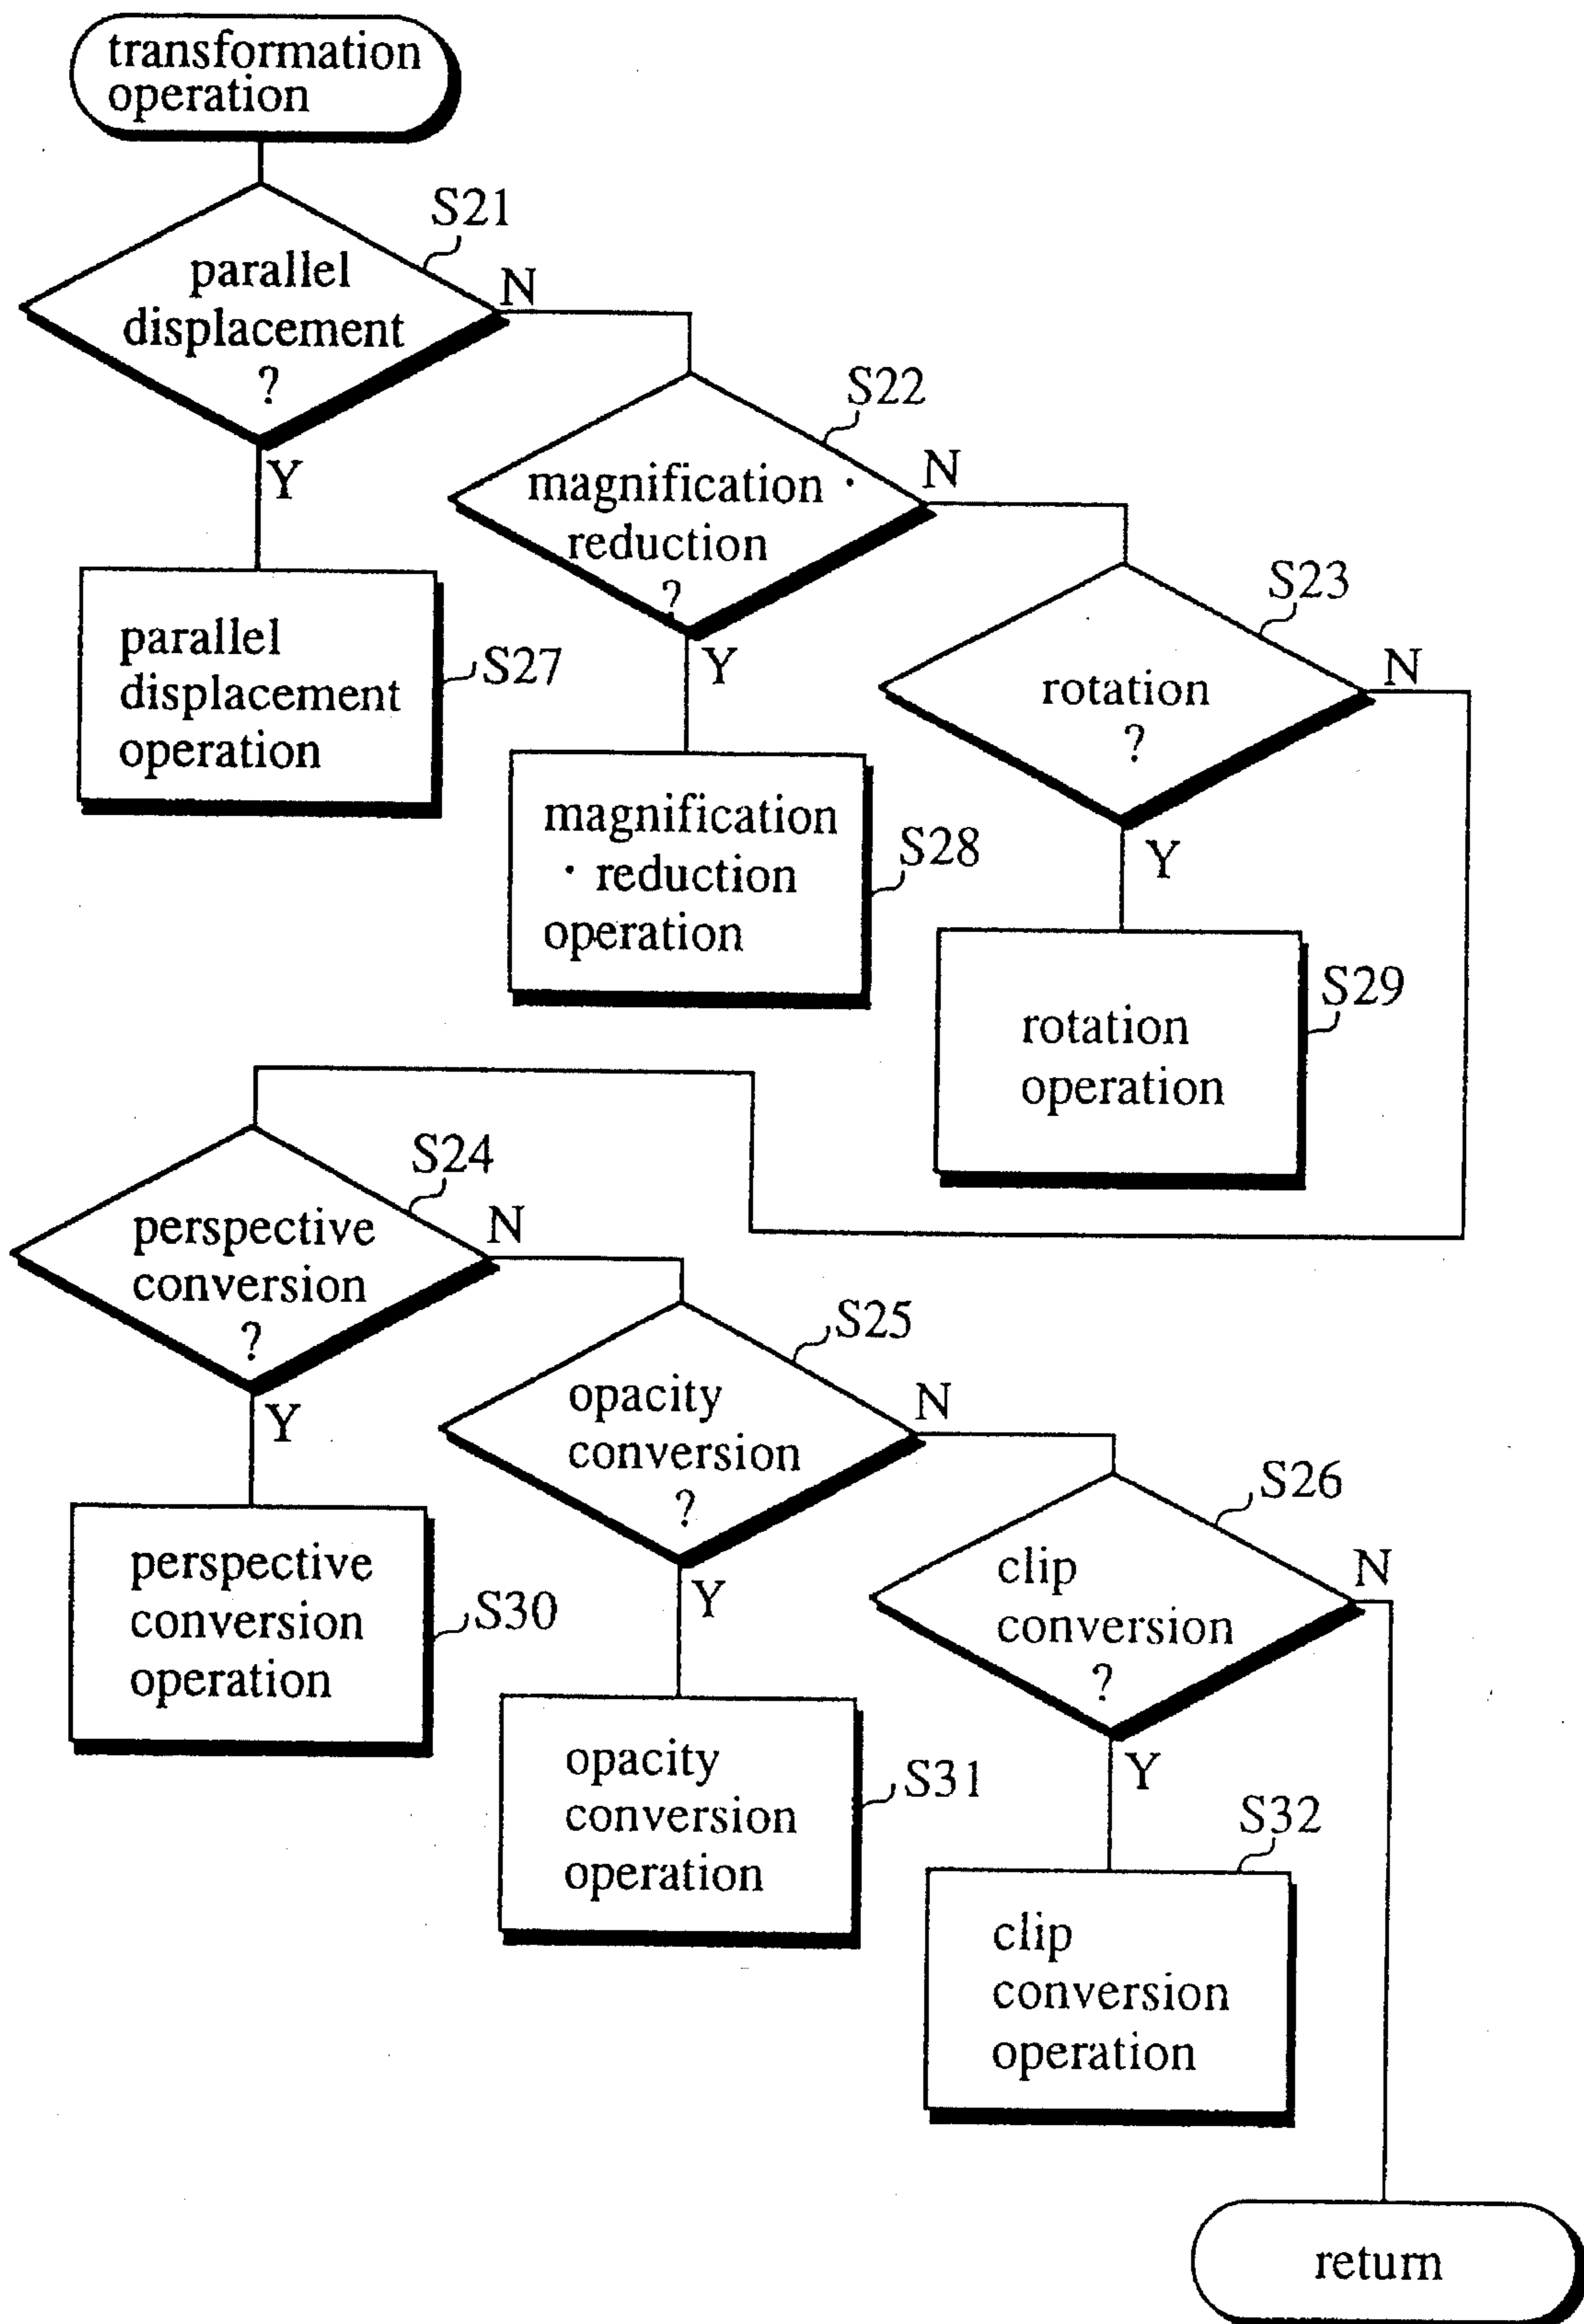 transformation
operation
S21
parallel
displacement
?
N
Y
S22
magnification ·
reduction
?
N
Y
parallel
displacement
operation
S27
S23
rotation
?
N
Y
magnification
· reduction
operation
S28
rotation
operation
S29
S24
perspective
conversion
?
N
Y
S25
opacity
conversion
?
N
Y
S26
clip
conversion
?
N
Y
perspective
conversion
operation
S30
opacity
conversion
operation
S31
S32
clip
conversion
operation
return